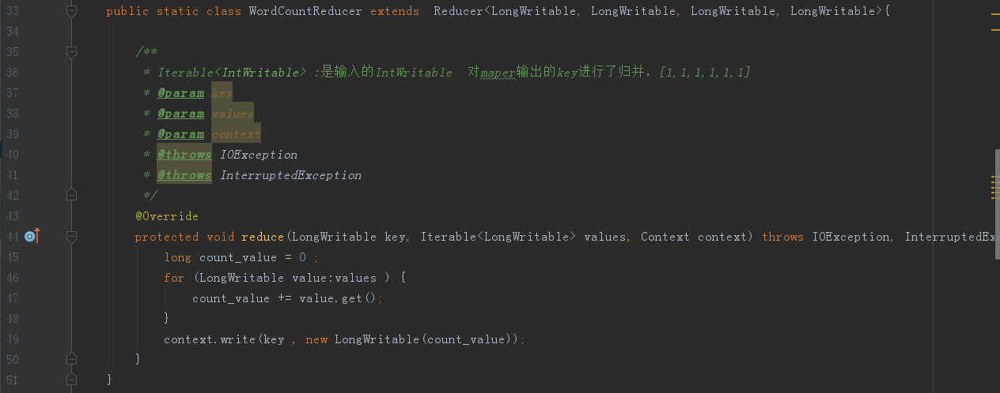 33 public static class WordCountReducer extends  Reducer<LongWritable, LongWritable, LongWritable, LongWritable>{
34
35 /**
36 * Iterable<IntWritable> :是输入的IntWritable  对maper输出的key进行了归并，[1,1,1,1,1,1]
37 * @param key
38 * @param values
39 * @param context
40 * @throws IOException
41 * @throws InterruptedException
42 */
43 @Override
44 protected void reduce(LongWritable key, Iterable<LongWritable> values, Context context) throws IOException, InterruptedExc
45 long count_value = 0 ;
46 for (LongWritable value:values ) {
47 count_value += value.get();
48 }
49 context.write(key , new LongWritable(count_value));
50 }
51 }